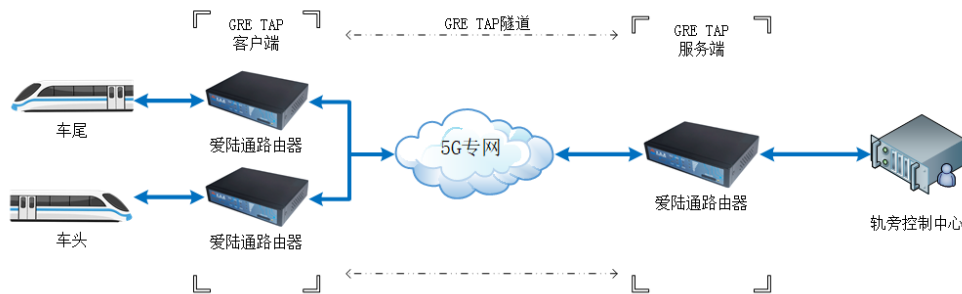 GRE TAP
客户端
GRE TAP隧道
GRE TAP
服务端
车尾
爱陆通路由器
5G专网
爱陆通路由器
车头
爱陆通路由器
轨旁控制中心